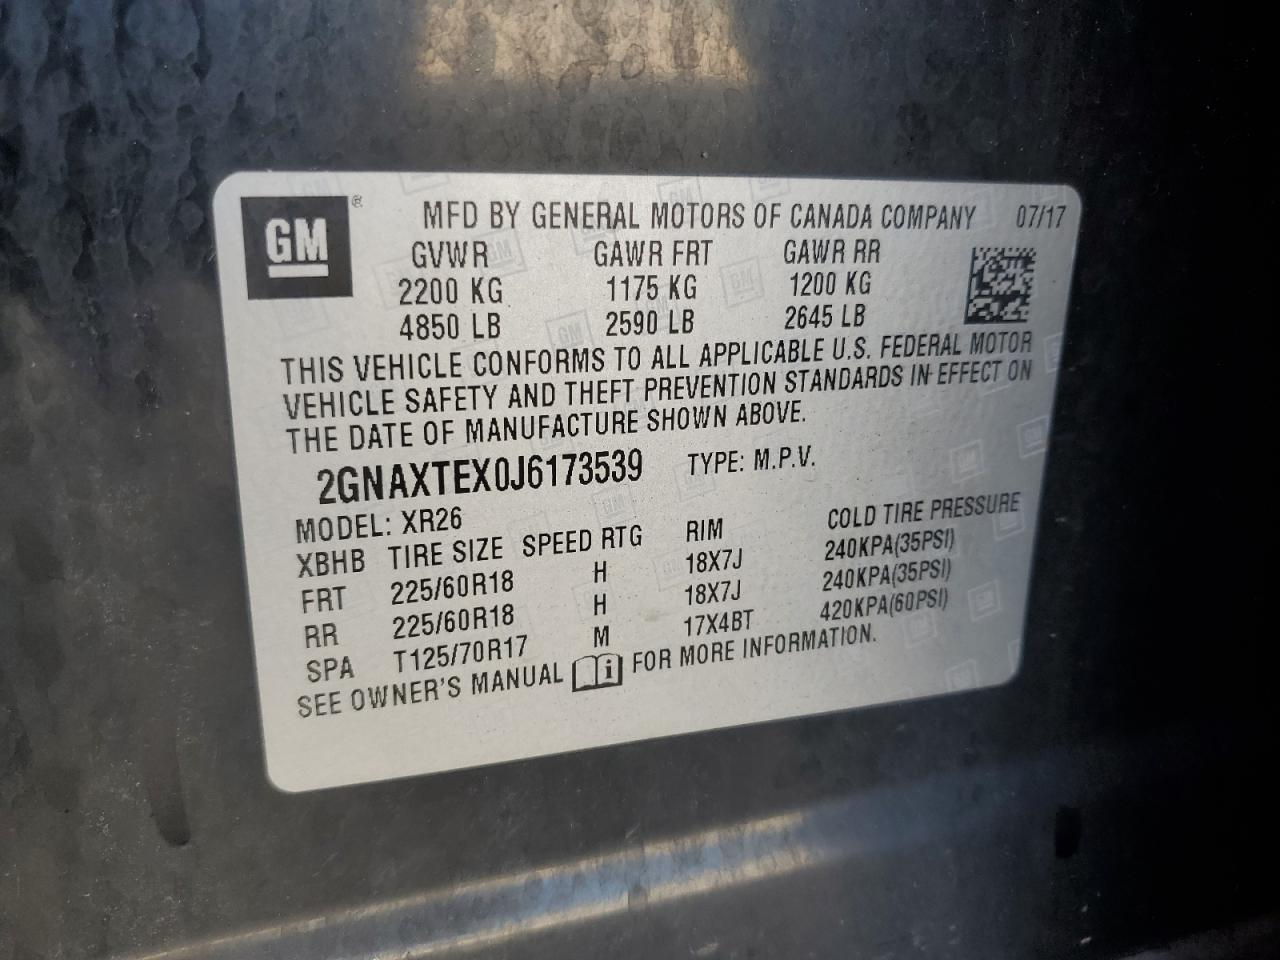 GM ®
MFD BY GENERAL MOTORS OF CANADA COMPANY 07/17
GVWR GAWR FRT GAWR RR
2200 KG 1175 KG 1200 KG
4850 LB 2590 LB 2645 LB
THIS VEHICLE CONFORMS TO ALL APPLICABLE U.S. FEDERAL MOTOR
VEHICLE SAFETY AND THEFT PREVENTION STANDARDS IN EFFECT ON
THE DATE OF MANUFACTURE SHOWN ABOVE.
2GNAXTEX0J6173539 TYPE: M.P.V.
MODEL: XR26
XBHB TIRE SIZE SPEED RTG RIM COLD TIRE PRESSURE
FRT 225/60R18 H 18X7J 240KPA(35PSI)
RR 225/60R18 H 18X7J 240KPA(35PSI)
SPA T125/70R17 M 17X4BT 420KPA(60PSI)
SEE OWNER'S MANUAL i FOR MORE INFORMATION.